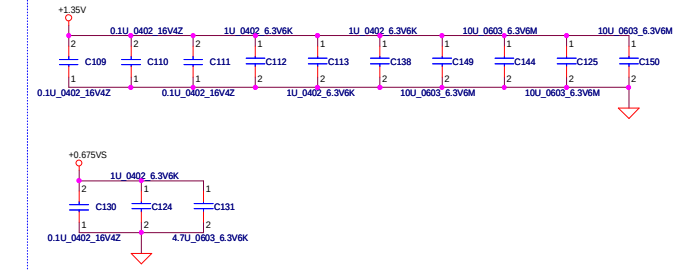 +1.35V
0.1U_0402_16V4Z 1U_0402_6.3V6K 1U_0402_6.3V6K 10U_0603_6.3V6M 10U_0603_6.3V6M
2 2 2 1 1 1 1 1 1 1
C109 C110 C111 C112 C113 C138 C149 C144 C125 C150
1 1 1 2 2 2 2 2 2 2
0.1U_0402_16V4Z 0.1U_0402_16V4Z 1U_0402_6.3V6K 10U_0603_6.3V6M 10U_0603_6.3V6M
+0.675VS
1U_0402_6.3V6K
2 1 1
C130 C124 C131
1 2 2
0.1U_0402_16V4Z 4.7U_0603_6.3V6K